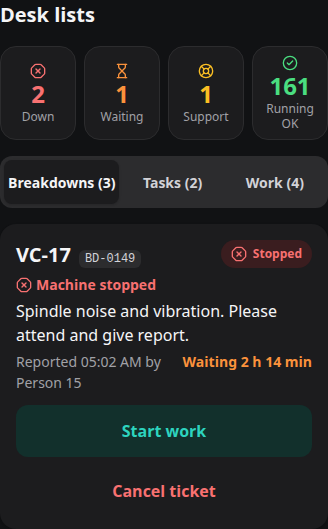 Desk lists
2
Down
1
Waiting
1
Support
161
Running
OK
Breakdowns (3)
Tasks (2)
Work (4)
VC-17 BD-0149
Stopped
Machine stopped
Spindle noise and vibration. Please
attend and give report.
Reported 05:02 AM by
Person 15
Waiting 2 h 14 min
Start work
Cancel ticket